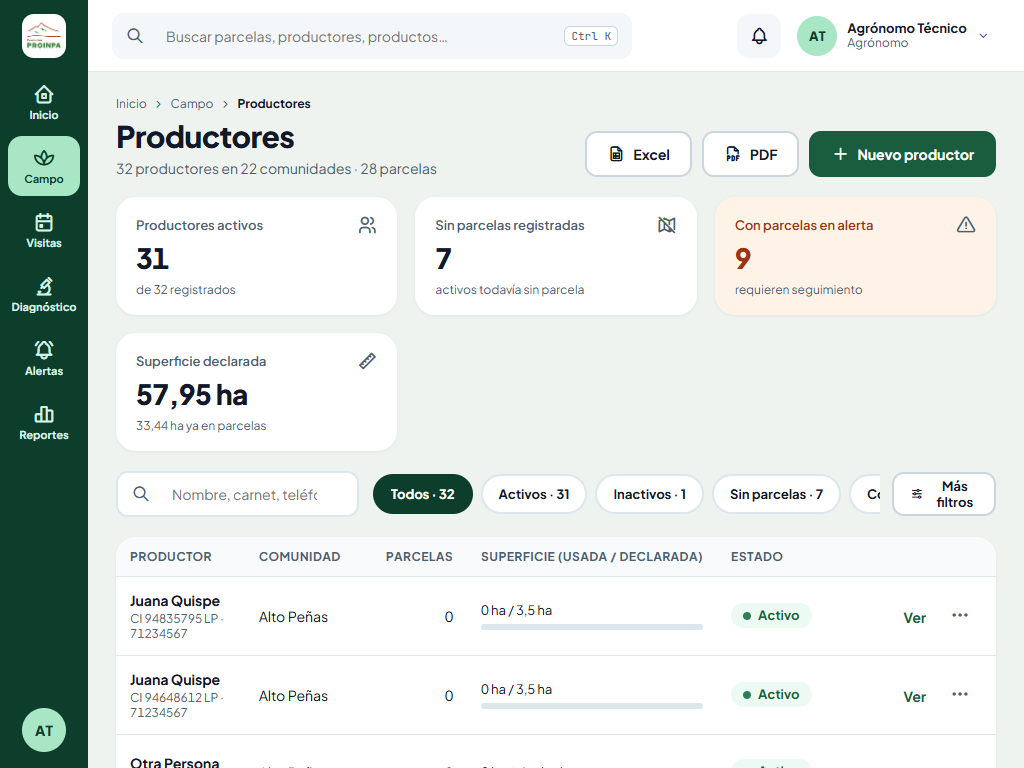 PROINPA
Buscar parcelas, productores, productos…
Ctrl K
AT
Agrónomo Técnico
Agrónomo
Inicio
Campo
Visitas
Diagnóstico
Alertas
Reportes
AT
Inicio > Campo > Productores
Productores
32 productores en 22 comunidades · 28 parcelas
Excel
PDF
Nuevo productor
Productores activos
31
de 32 registrados
Sin parcelas registradas
7
activos todavía sin parcela
Con parcelas en alerta
9
requieren seguimiento
Superficie declarada
57,95 ha
33,44 ha ya en parcelas
Nombre, carnet, teléfo
Todos · 32
Activos · 31
Inactivos · 1
Sin parcelas · 7
Más
filtros
PRODUCTOR COMUNIDAD PARCELAS SUPERFICIE (USADA / DECLARADA) ESTADO
Juana Quispe
CI 94835795 LP ·
71234567
Alto Peñas
0
0 ha / 3,5 ha
Activo
Ver
Juana Quispe
CI 94648612 LP ·
71234567
Alto Peñas
0
0 ha / 3,5 ha
Activo
Ver
Otra Persona